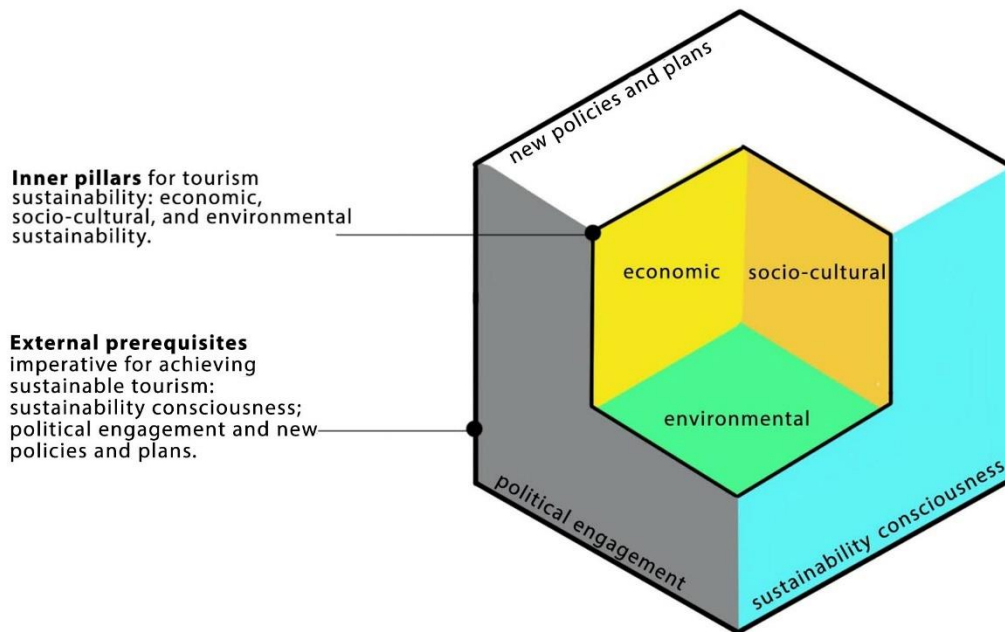 new policies and plans
Inner pillars for tourism
sustainability: economic,
socio-cultural, and environmental
sustainability.
economic
socio-cultural
External prerequisites
imperative for achieving
sustainable tourism:
sustainability consciousness;
political engagement and new
policies and plans.
environmental
political engagement
sustainability consciousness